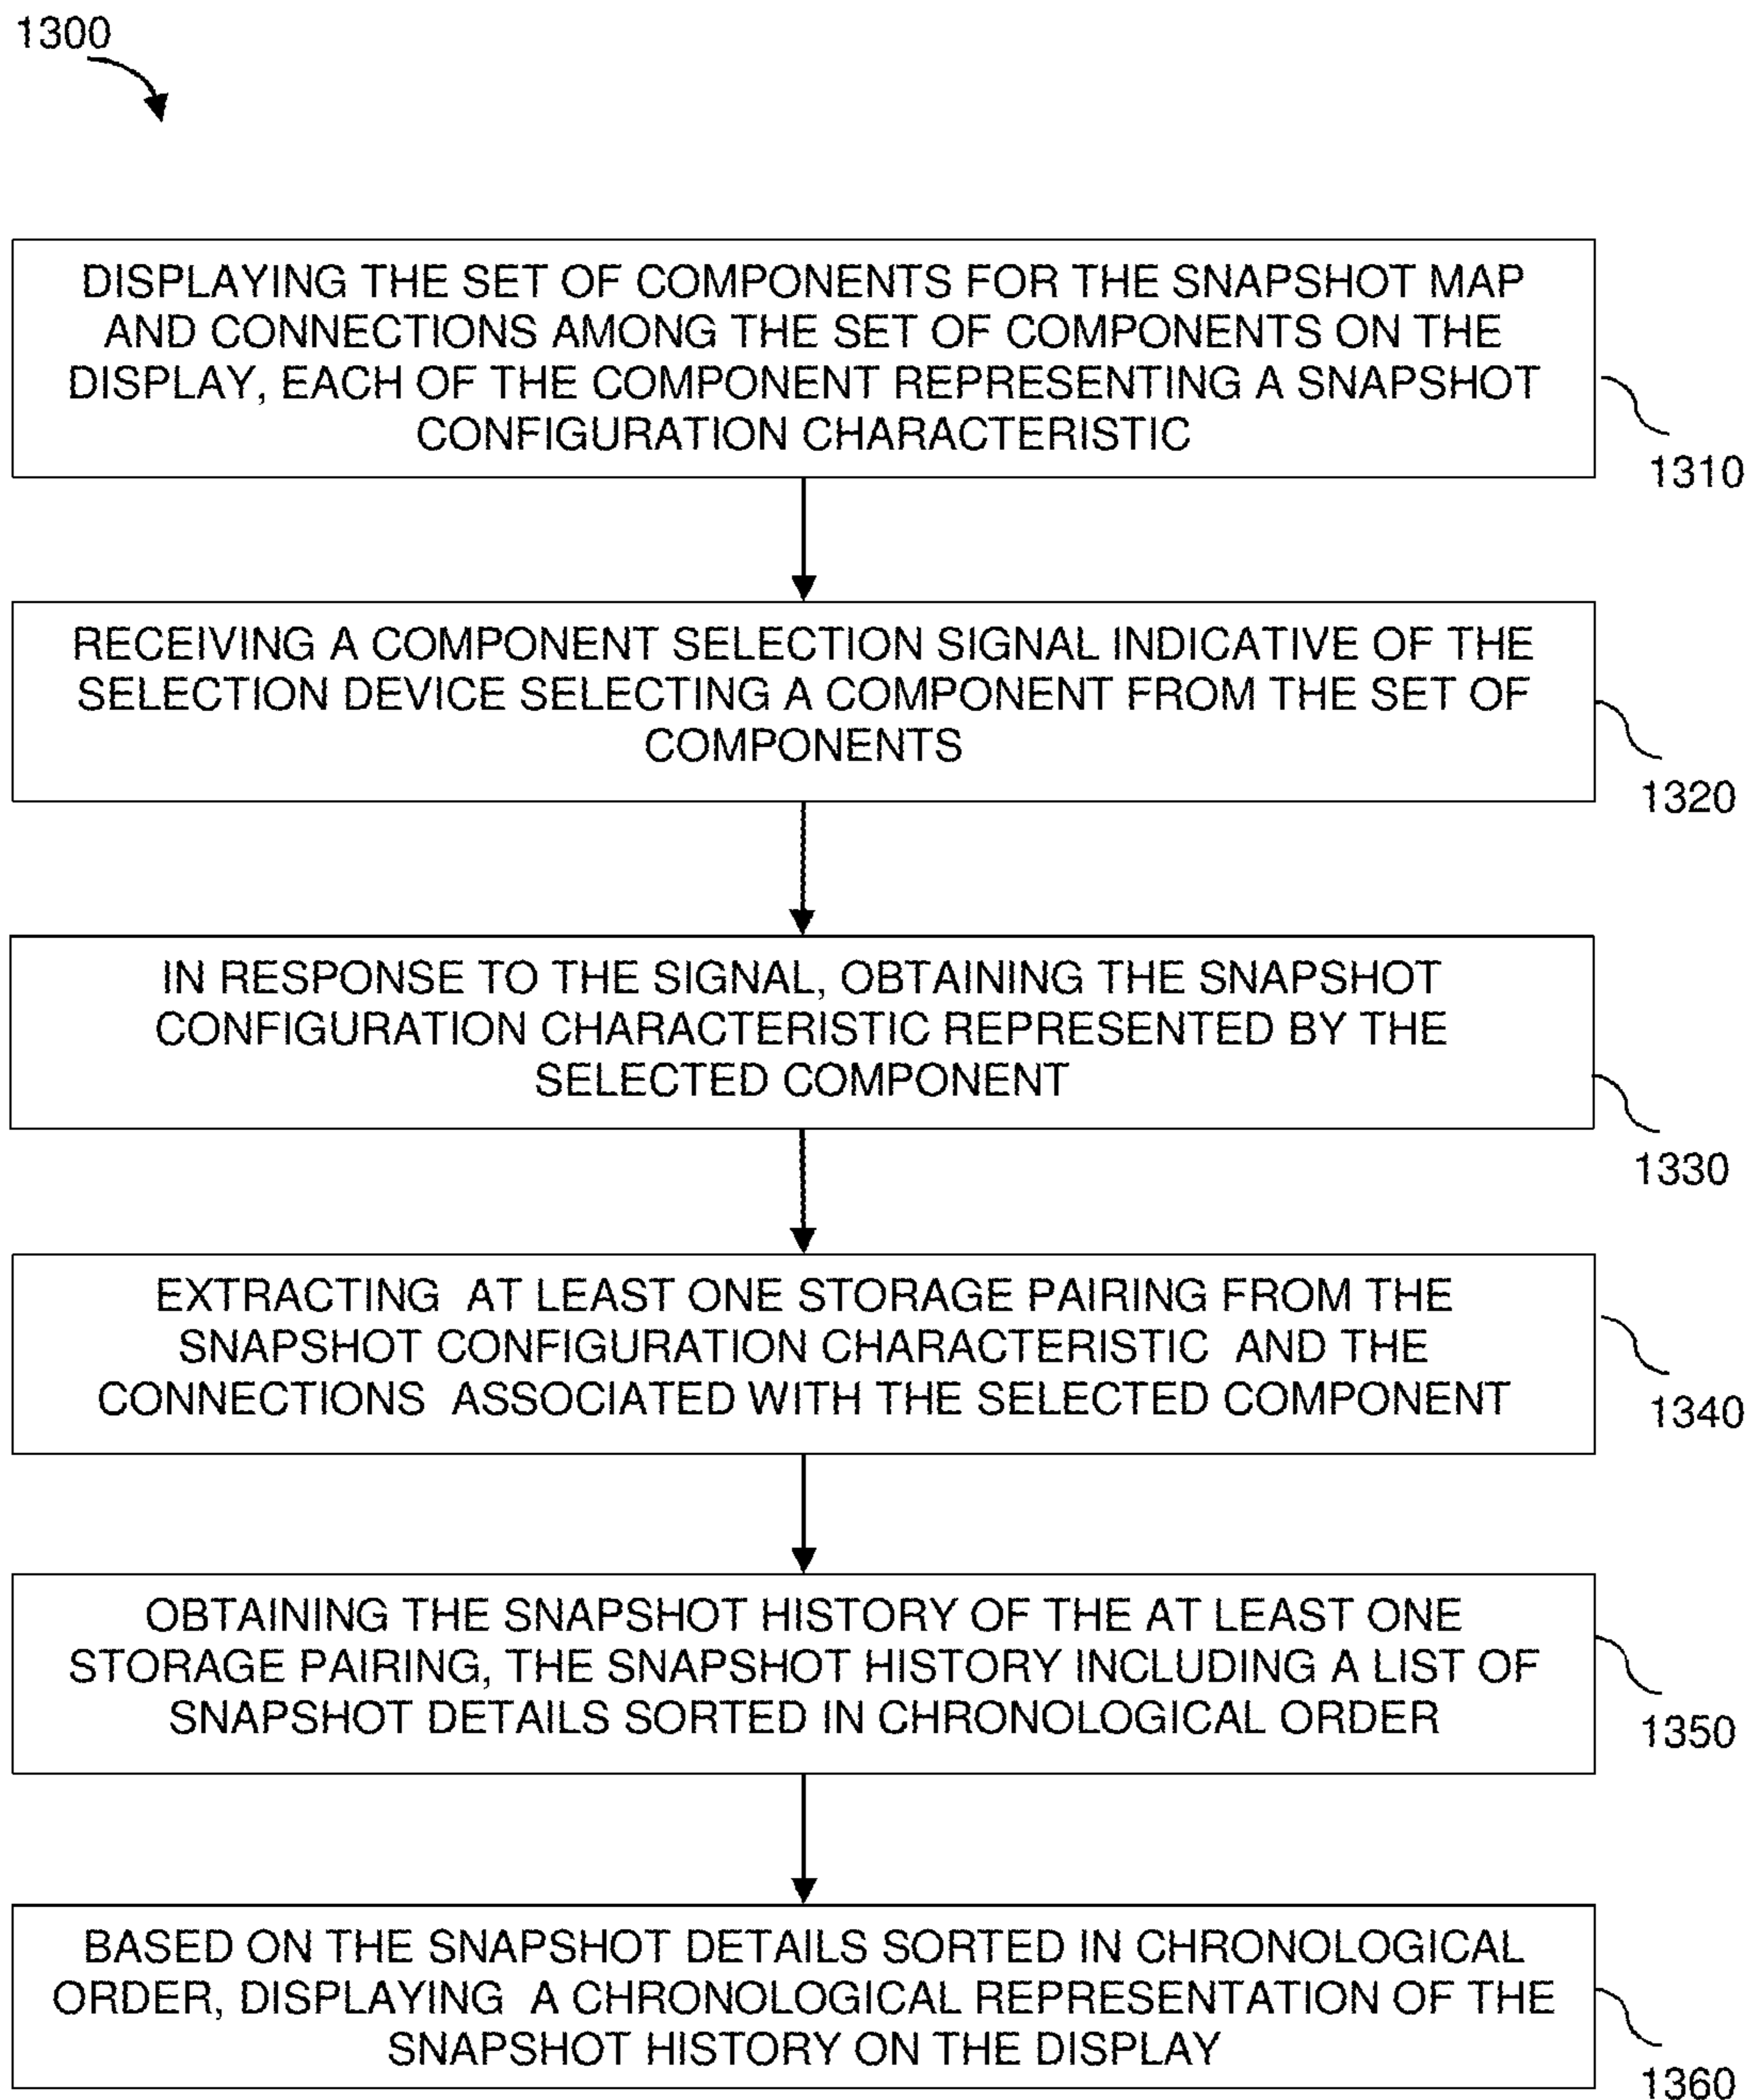 1300
DISPLAYING THE SET OF COMPONENTS FOR THE SNAPSHOT MAP
AND CONNECTIONS AMONG THE SET OF COMPONENTS ON THE
DISPLAY, EACH OF THE COMPONENT REPRESENTING A SNAPSHOT
CONFIGURATION CHARACTERISTIC
1310
RECEIVING A COMPONENT SELECTION SIGNAL INDICATIVE OF THE
SELECTION DEVICE SELECTING A COMPONENT FROM THE SET OF
COMPONENTS
1320
IN RESPONSE TO THE SIGNAL, OBTAINING THE SNAPSHOT
CONFIGURATION CHARACTERISTIC REPRESENTED BY THE
SELECTED COMPONENT
1330
EXTRACTING AT LEAST ONE STORAGE PAIRING FROM THE
SNAPSHOT CONFIGURATION CHARACTERISTIC AND THE
CONNECTIONS ASSOCIATED WITH THE SELECTED COMPONENT
1340
OBTAINING THE SNAPSHOT HISTORY OF THE AT LEAST ONE
STORAGE PAIRING, THE SNAPSHOT HISTORY INCLUDING A LIST OF
SNAPSHOT DETAILS SORTED IN CHRONOLOGICAL ORDER
1350
BASED ON THE SNAPSHOT DETAILS SORTED IN CHRONOLOGICAL
ORDER, DISPLAYING A CHRONOLOGICAL REPRESENTATION OF THE
SNAPSHOT HISTORY ON THE DISPLAY
1360